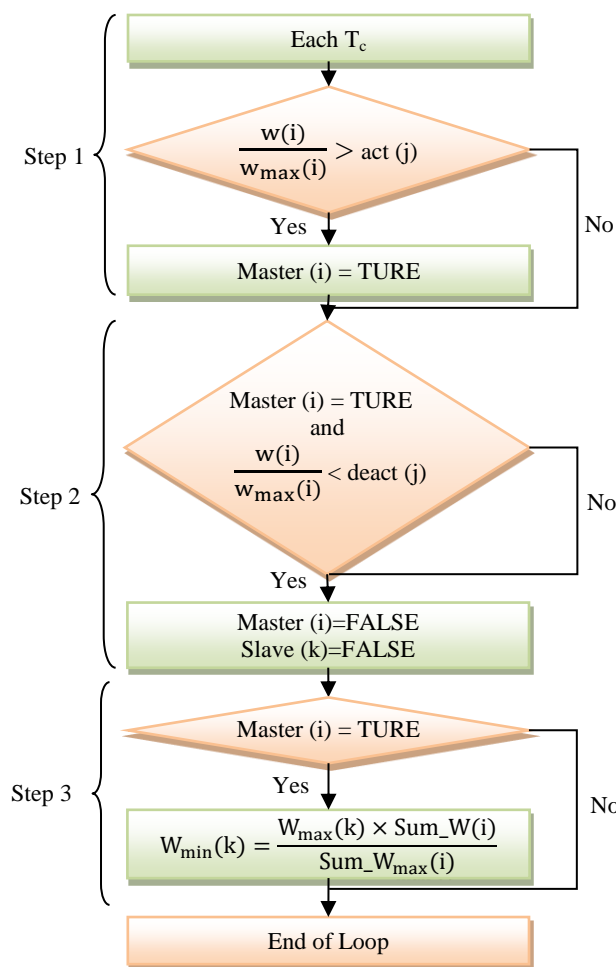 Each T_c
Step 1
w(i)
w_max(i)
> act (j)
Yes
No
Master (i) = TURE
Step 2
Master (i) = TURE
and
w(i)
w_max(i)
< deact (j)
No
Yes
Master (i)=FALSE
Slave (k)=FALSE
Step 3
Master (i) = TURE
Yes
No
W_min(k) = W_max(k) × Sum_W(i)
Sum_W_max(i)
End of Loop